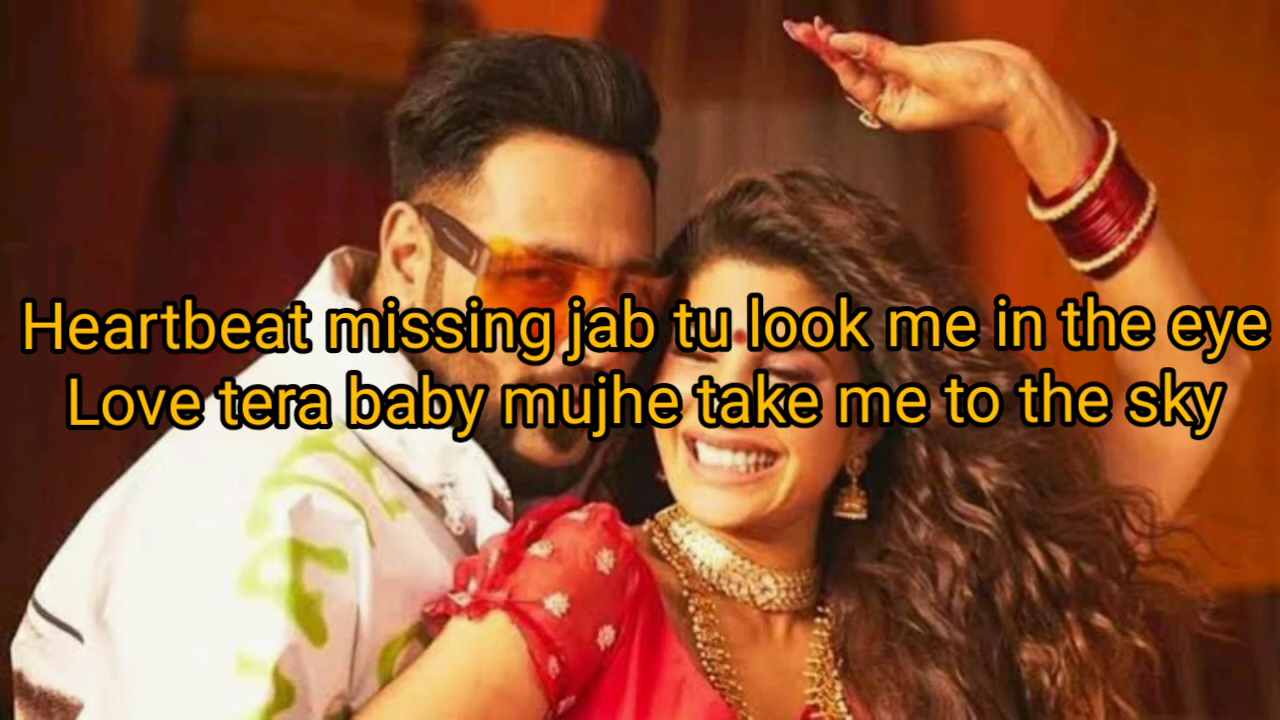 Heartbeat missing jab tu look me in the eye
Love tera baby mujhe take me to the sky